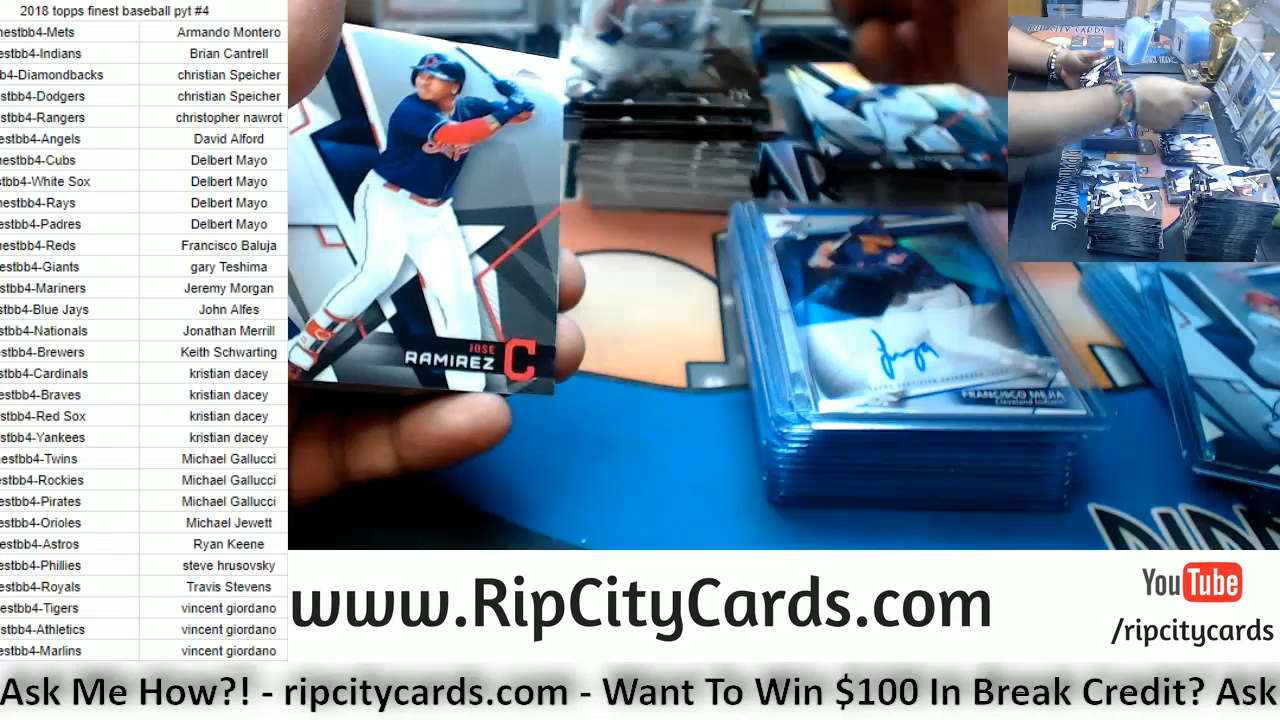 2018 topps finest baseball pyt #4
nestbb4-Mets Armando Montero
nestbb4-Indians Brian Cantrell
b4-Diamondbacks christian Speicher
stbb4-Dodgers christian Speicher
stbb4-Rangers christopher nawrot
estbb4-Angels David Alford
nestbb4-Cubs Delbert Mayo
stbb4-White Sox Delbert Mayo
nestbb4-Rays Delbert Mayo
estbb4-Padres Delbert Mayo
nestbb4-Reds Francisco Baluja
estbb4-Giants gary Teshima
stbb4-Mariners Jeremy Morgan
stbb4-Blue Jays John Alfes
stbb4-Nationals Jonathan Merrill
stbb4-Brewers Keith Schwarting
tbb4-Cardinals kristian dacey
estbb4-Braves kristian dacey
stbb4-Red Sox kristian dacey
stbb4-Yankees kristian dacey
nestbb4-Twins Michael Gallucci
stbb4-Rockies Michael Gallucci
estbb4-Pirates Michael Gallucci
estbb4-Orioles Michael Jewett
estbb4-Astros Ryan Keene
estbb4-Phillies steve hrusovsky
estbb4-Royals Travis Stevens
estbb4-Tigers vincent giordano
stbb4-Athletics vincent giordano
stbb4-Marlins vincent giordano
JOSE
RAMIREZ C
FRANCISCO MEJIA
Cleveland Indians
RIP CITY CARDS
www.RipCityCards.com
YouTube
/ripcitycards
Ask Me How?! - ripcitycards.com - Want To Win $100 In Break Credit? Ask